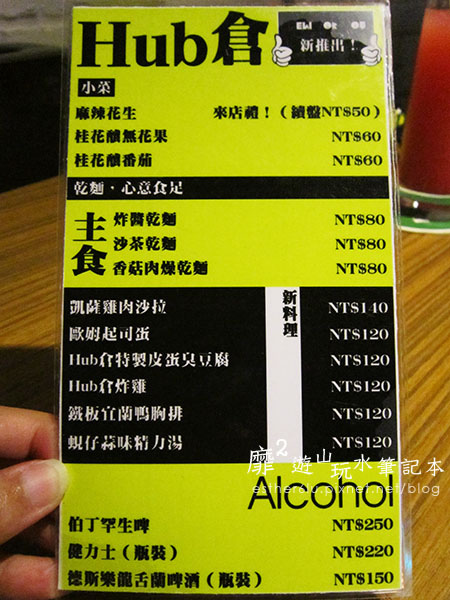 Hub倉
新推出！
小菜
麻辣花生 來店禮！（續盤NT$50）
桂花釀無花果 NT$60
桂花釀番茄 NT$60
乾麵‧心意食足
主食
炸醬乾麵 NT$80
沙茶乾麵 NT$80
香菇肉燥乾麵 NT$80
新料理
凱薩雞肉沙拉 NT$140
歐姆起司蛋 NT$120
Hub倉特製皮蛋臭豆腐 NT$120
Hub倉炸雞 NT$120
鐵板宜蘭鴨胸排 NT$120
蜆仔蒜味精力湯 NT$120
靡2遊山玩水筆記本
estherlulu.pixnet.net/blog
Alcohol
伯丁罕生啤 NT$250
健力士（瓶裝） NT$220
德斯樂龍舌蘭啤酒（瓶裝） NT$150